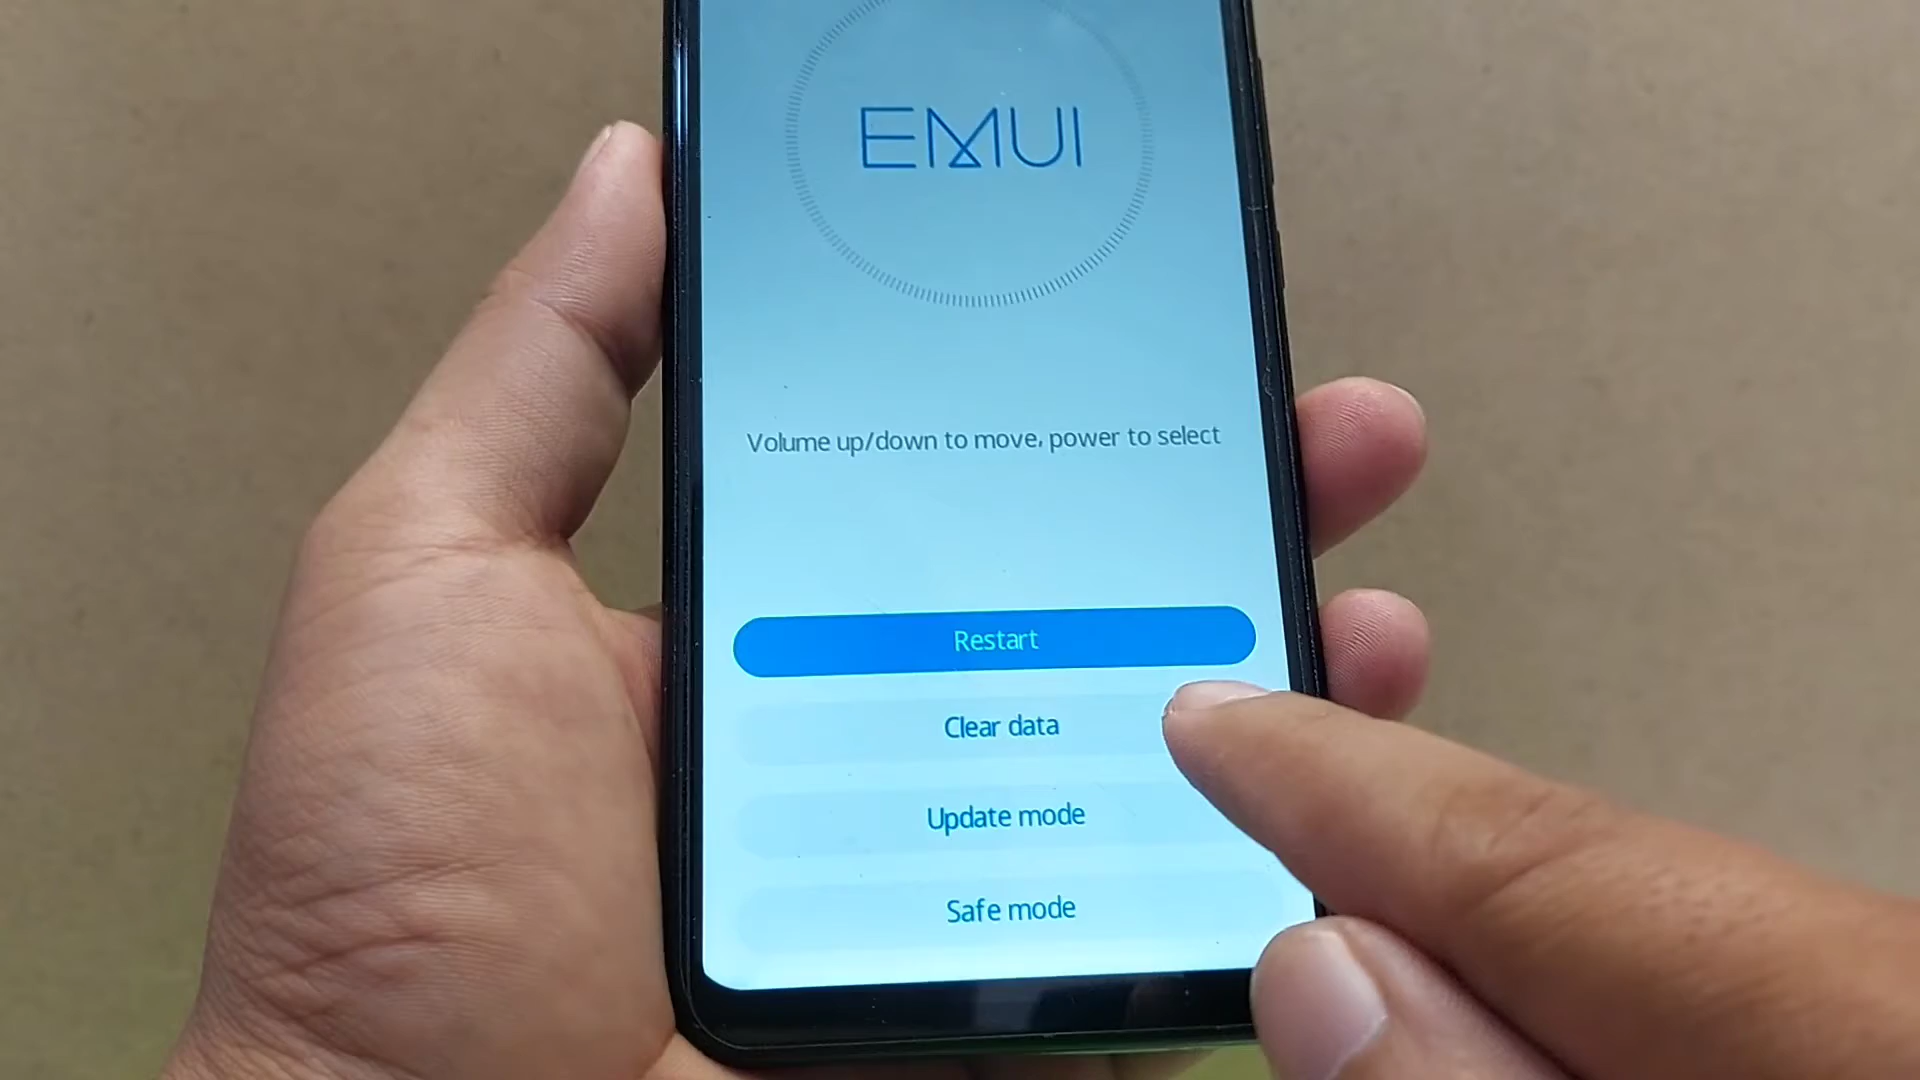 EMUI
Volume up/down to move, power to select
Restart
Clear data
Update mode
Safe mode